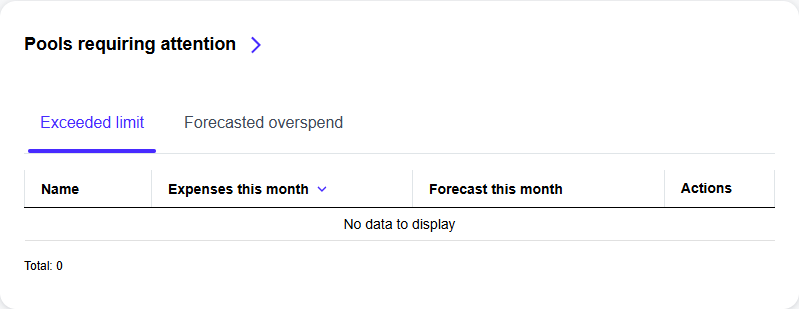 Pools requiring attention
Exceeded limit Forecasted overspend
Name Expenses this month Forecast this month Actions
No data to display
Total: 0